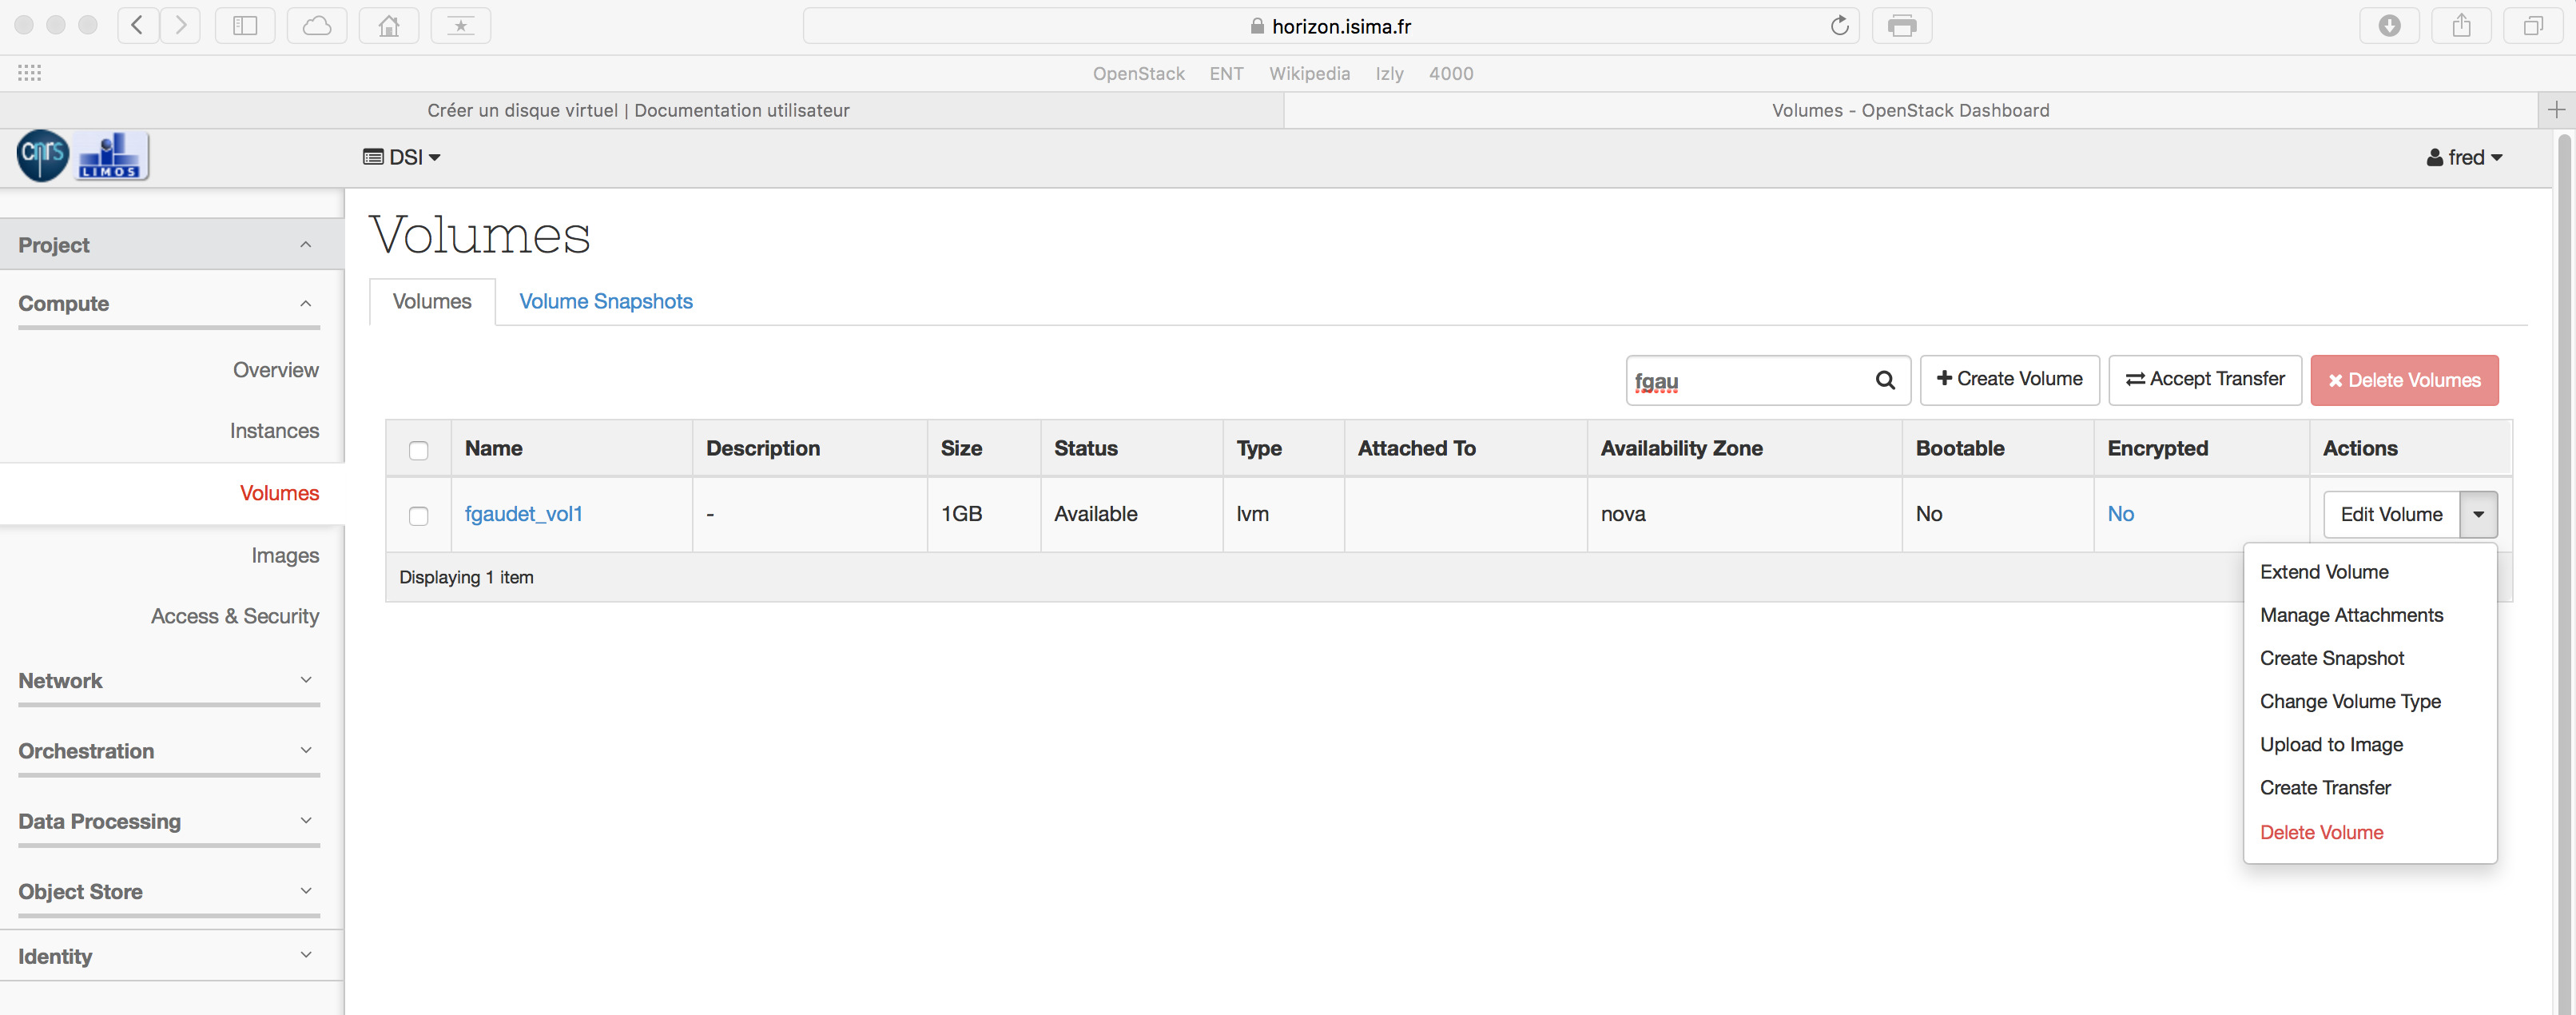 horizon.isima.fr
OpenStack ENT Wikipedia Izly 4000
Créer un disque virtuel | Documentation utilisateur
Volumes - OpenStack Dashboard
cnrs LIMOS
DSI
fred
Project
Compute
Overview
Instances
Volumes
Images
Access & Security
Network
Orchestration
Data Processing
Object Store
Identity
Volumes
Volumes Volume Snapshots
fgau
Create Volume
Accept Transfer
Delete Volumes
Name Description Size Status Type Attached To Availability Zone Bootable Encrypted Actions
fgaudet_vol1 - 1GB Available lvm nova No No Edit Volume
Displaying 1 item
Extend Volume
Manage Attachments
Create Snapshot
Change Volume Type
Upload to Image
Create Transfer
Delete Volume